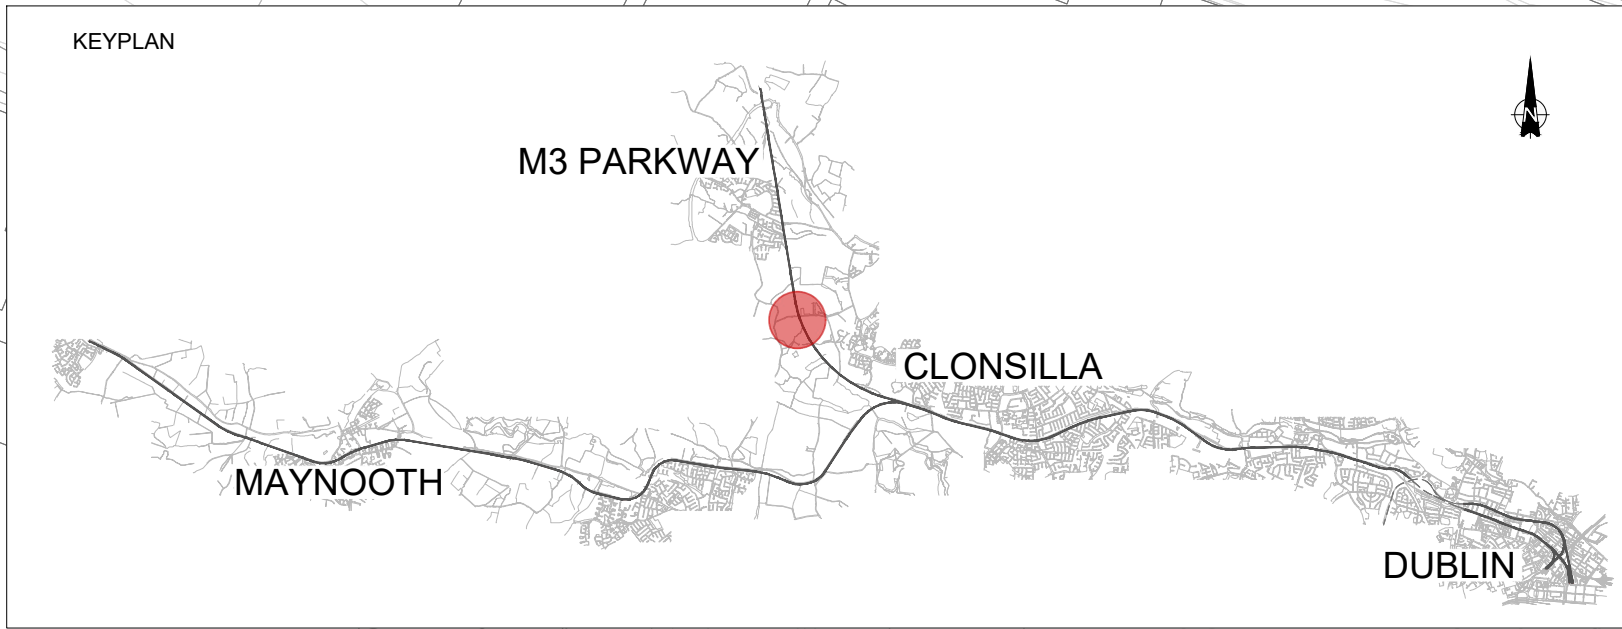 KEYPLAN
N
M3 PARKWAY
CLONSILLA
MAYNOOTH
DUBLIN